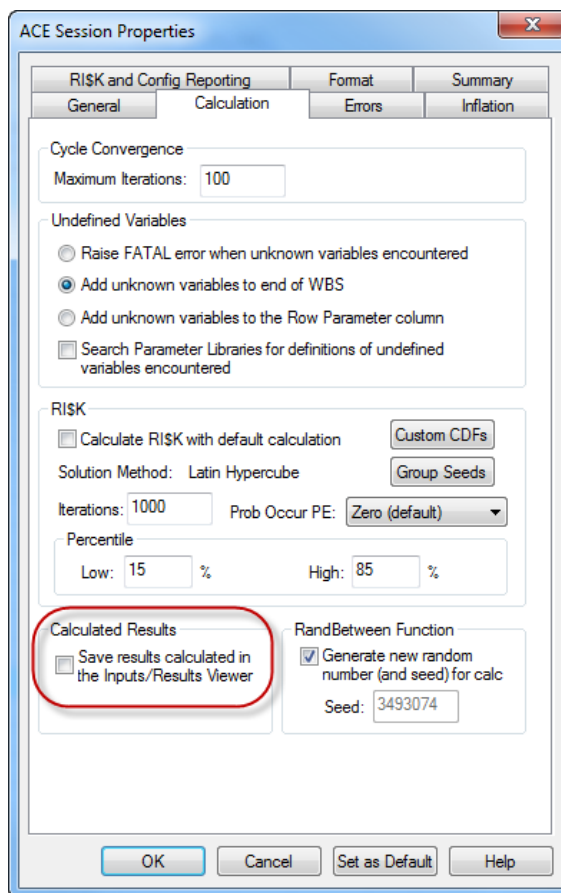 ACE Session Properties
RI$K and Config Reporting
Format
Summary
General
Calculation
Errors
Inflation
Cycle Convergence
Maximum Iterations: 100
Undefined Variables
Raise FATAL error when unknown variables encountered
Add unknown variables to end of WBS
Add unknown variables to the Row Parameter column
Search Parameter Libraries for definitions of undefined
variables encountered
RI$K
Calculate RI$K with default calculation
Custom CDFs
Solution Method: Latin Hypercube
Group Seeds
Iterations: 1000
Prob Occur PE: Zero (default)
Percentile
Low: 15 %
High: 85 %
Calculated Results
Save results calculated in
the Inputs/Results Viewer
RandBetween Function
Generate new random
number (and seed) for calc
Seed: 3493074
OK
Cancel
Set as Default
Help